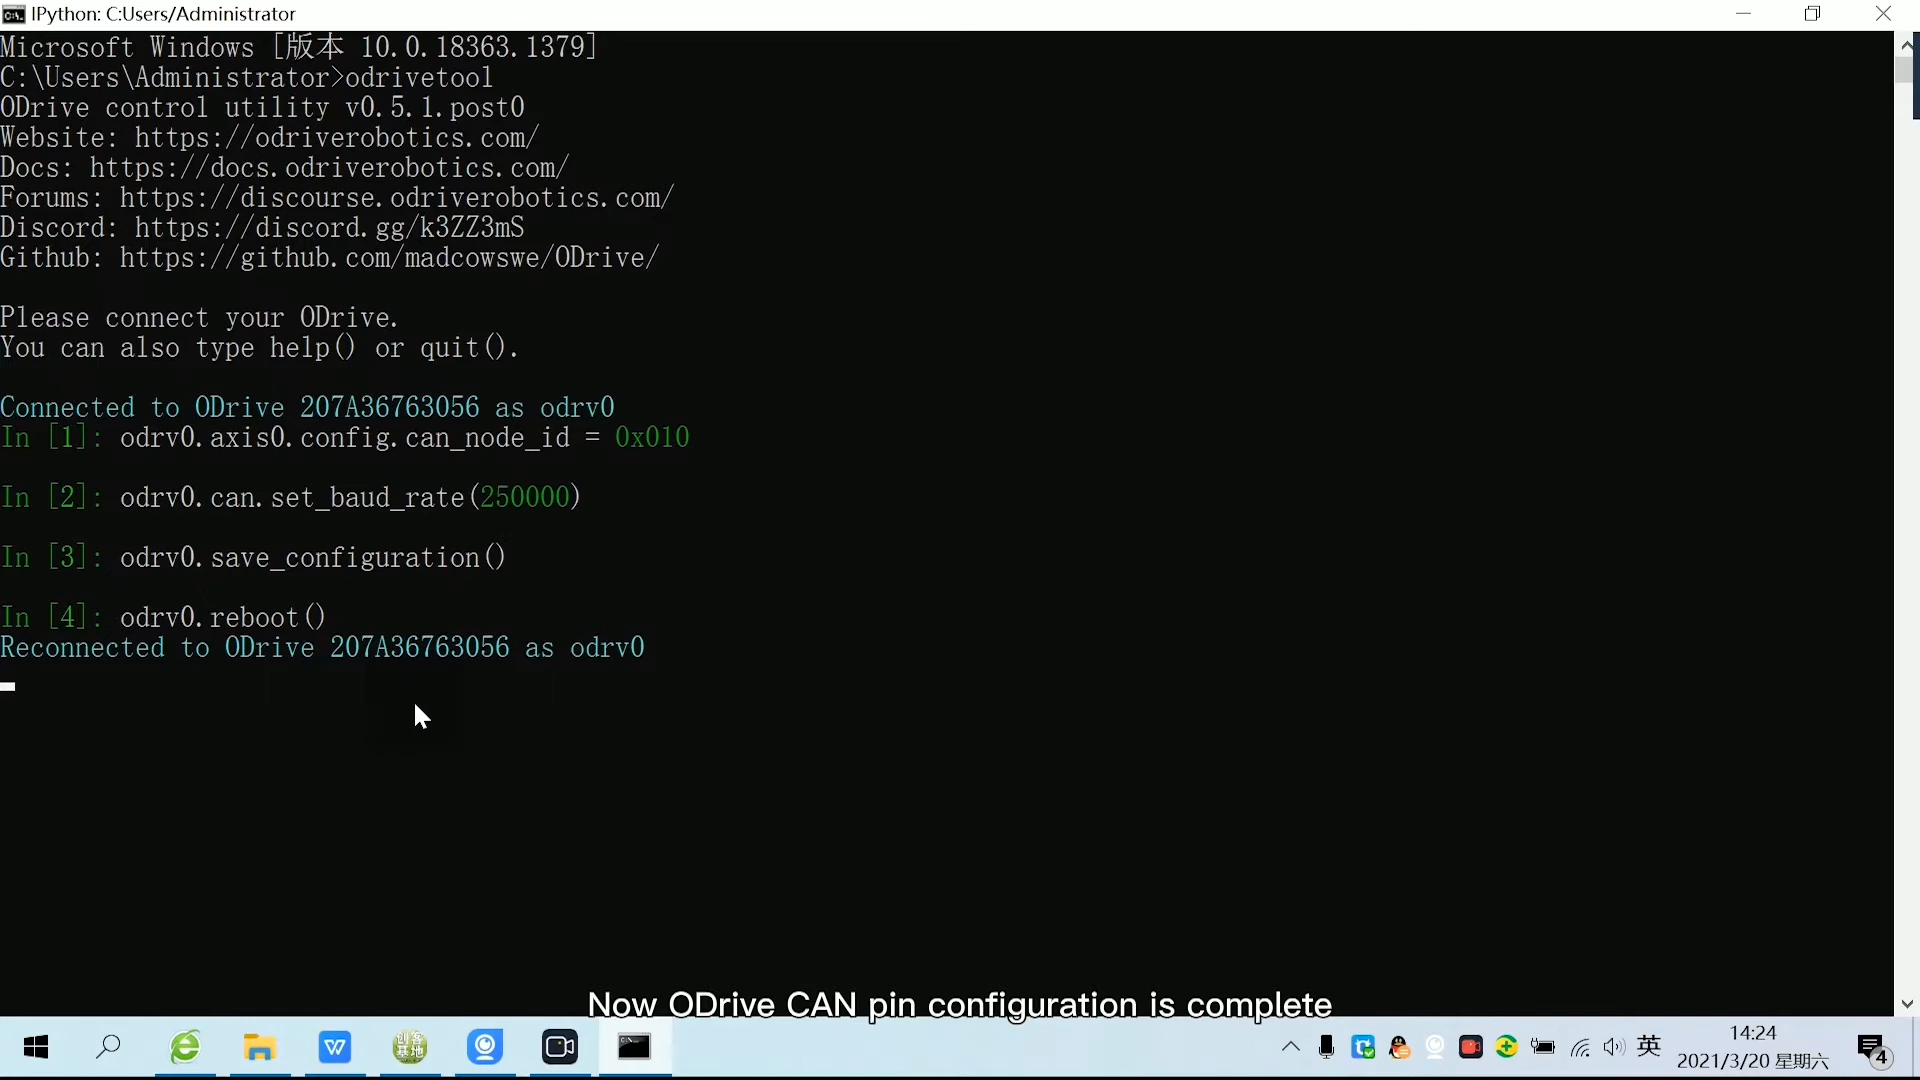 IPython: C:Users/Administrator
Microsoft Windows [版本 10.0.18363.1379]
C:\Users\Administrator>odrivetool
ODrive control utility v0.5.1.post0
Website: https://odriverobotics.com/
Docs: https://docs.odriverobotics.com/
Forums: https://discourse.odriverobotics.com/
Discord: https://discord.gg/k3ZZ3mS
Github: https://github.com/madcowswe/ODrive/
Please connect your ODrive.
You can also type help() or quit().
Connected to ODrive 207A36763056 as odrv0
In [1]: odrv0.axis0.config.can_node_id = 0x010
In [2]: odrv0.can.set_baud_rate(250000)
In [3]: odrv0.save_configuration()
In [4]: odrv0.reboot()
Reconnected to ODrive 207A36763056 as odrv0
Now ODrive CAN pin configuration is complete
创客
基地
英
14:24
2021/3/20 星期六
4